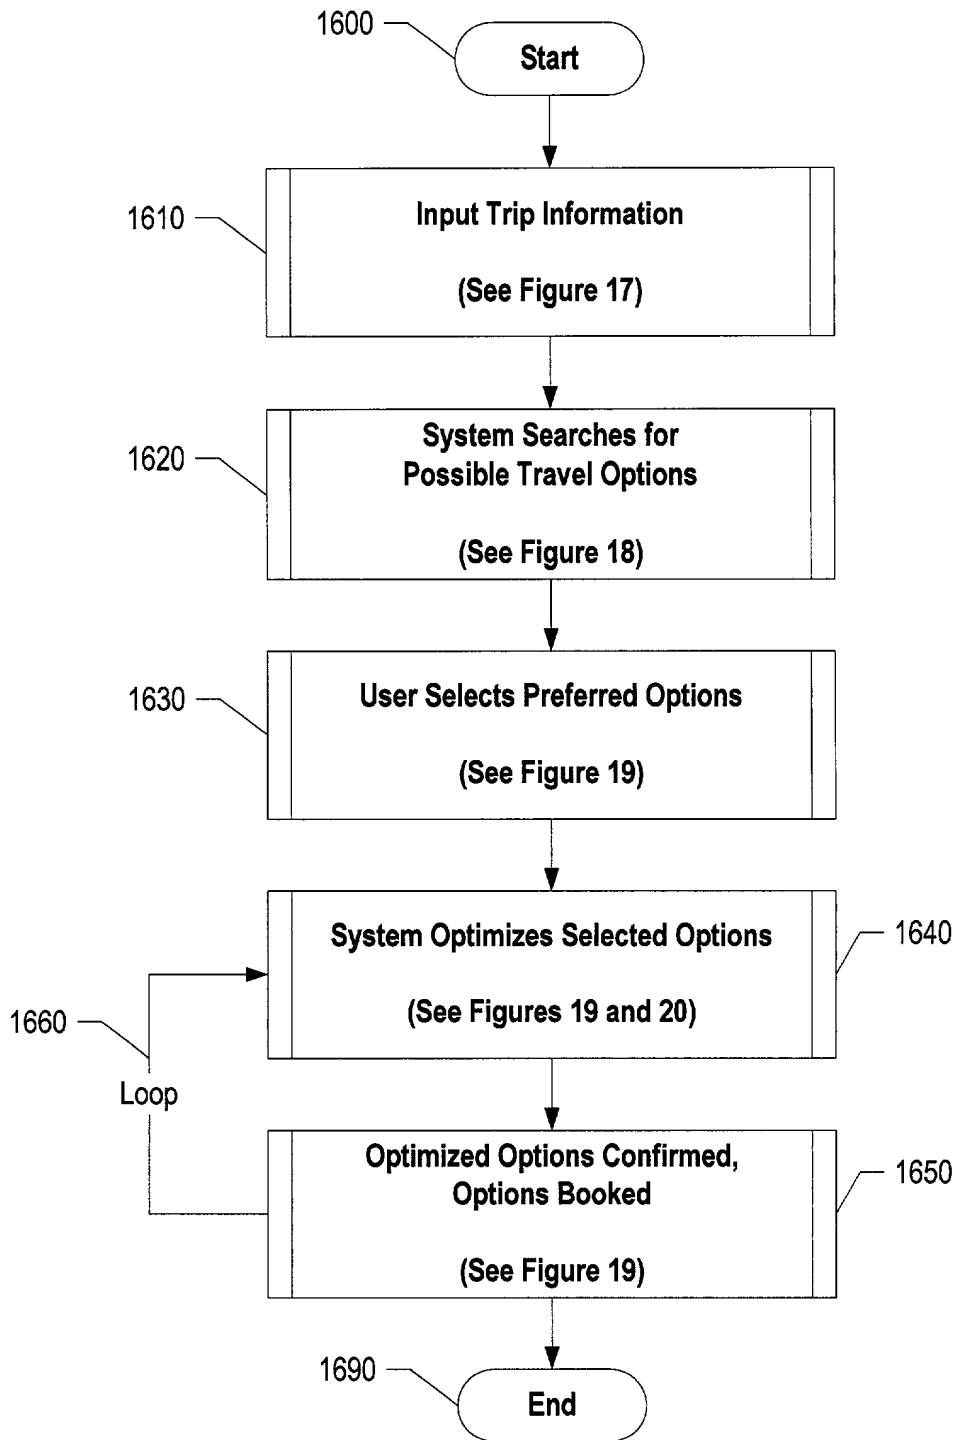 1600
Start
1610
Input Trip Information
(See Figure 17)
1620
System Searches for
Possible Travel Options
(See Figure 18)
1630
User Selects Preferred Options
(See Figure 19)
System Optimizes Selected Options
1640
(See Figures 19 and 20)
1660
Loop
Optimized Options Confirmed,
Options Booked
1650
(See Figure 19)
1690
End